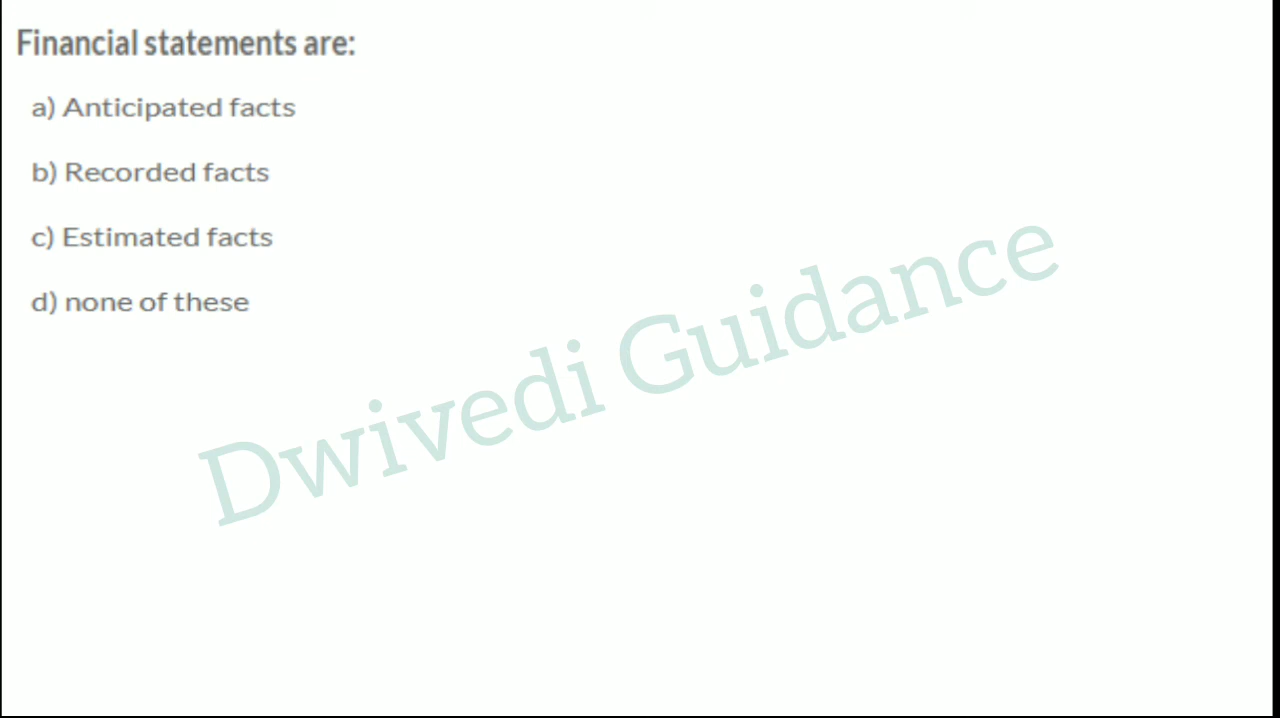 Financial statements are:
a) Anticipated facts
b) Recorded facts
c) Estimated facts
d) none of these
Dwivedi Guidance